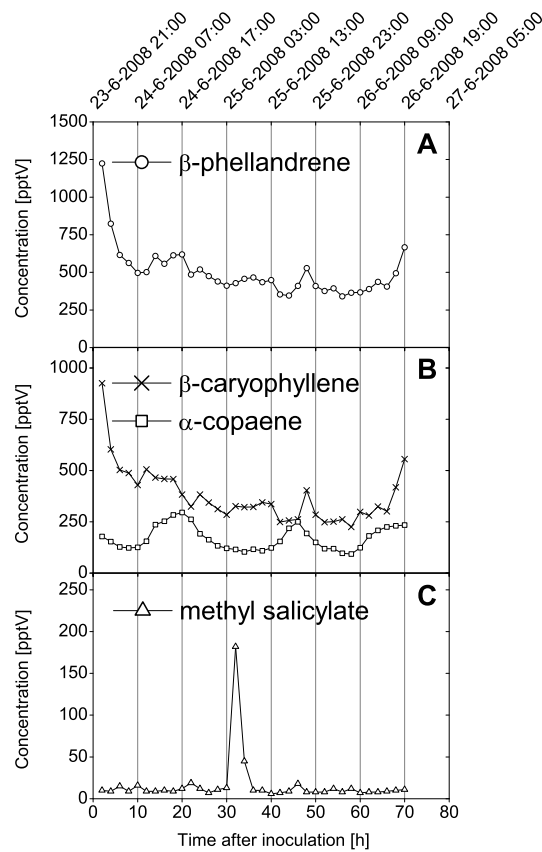 23-6-2008 21:00
24-6-2008 07:00
24-6-2008 17:00
25-6-2008 03:00
25-6-2008 13:00
25-6-2008 23:00
26-6-2008 09:00
26-6-2008 19:00
27-6-2008 05:00
1500
1250
1000
750
500
250
0
Concentration [pptV]
β-phellandrene
A
1000
750
500
250
0
Concentration [pptV]
β-caryophyllene
α-copaene
B
250
200
150
100
50
0
Concentration [pptV]
methyl salicylate
C
0 10 20 30 40 50 60 70 80
Time after inoculation [h]